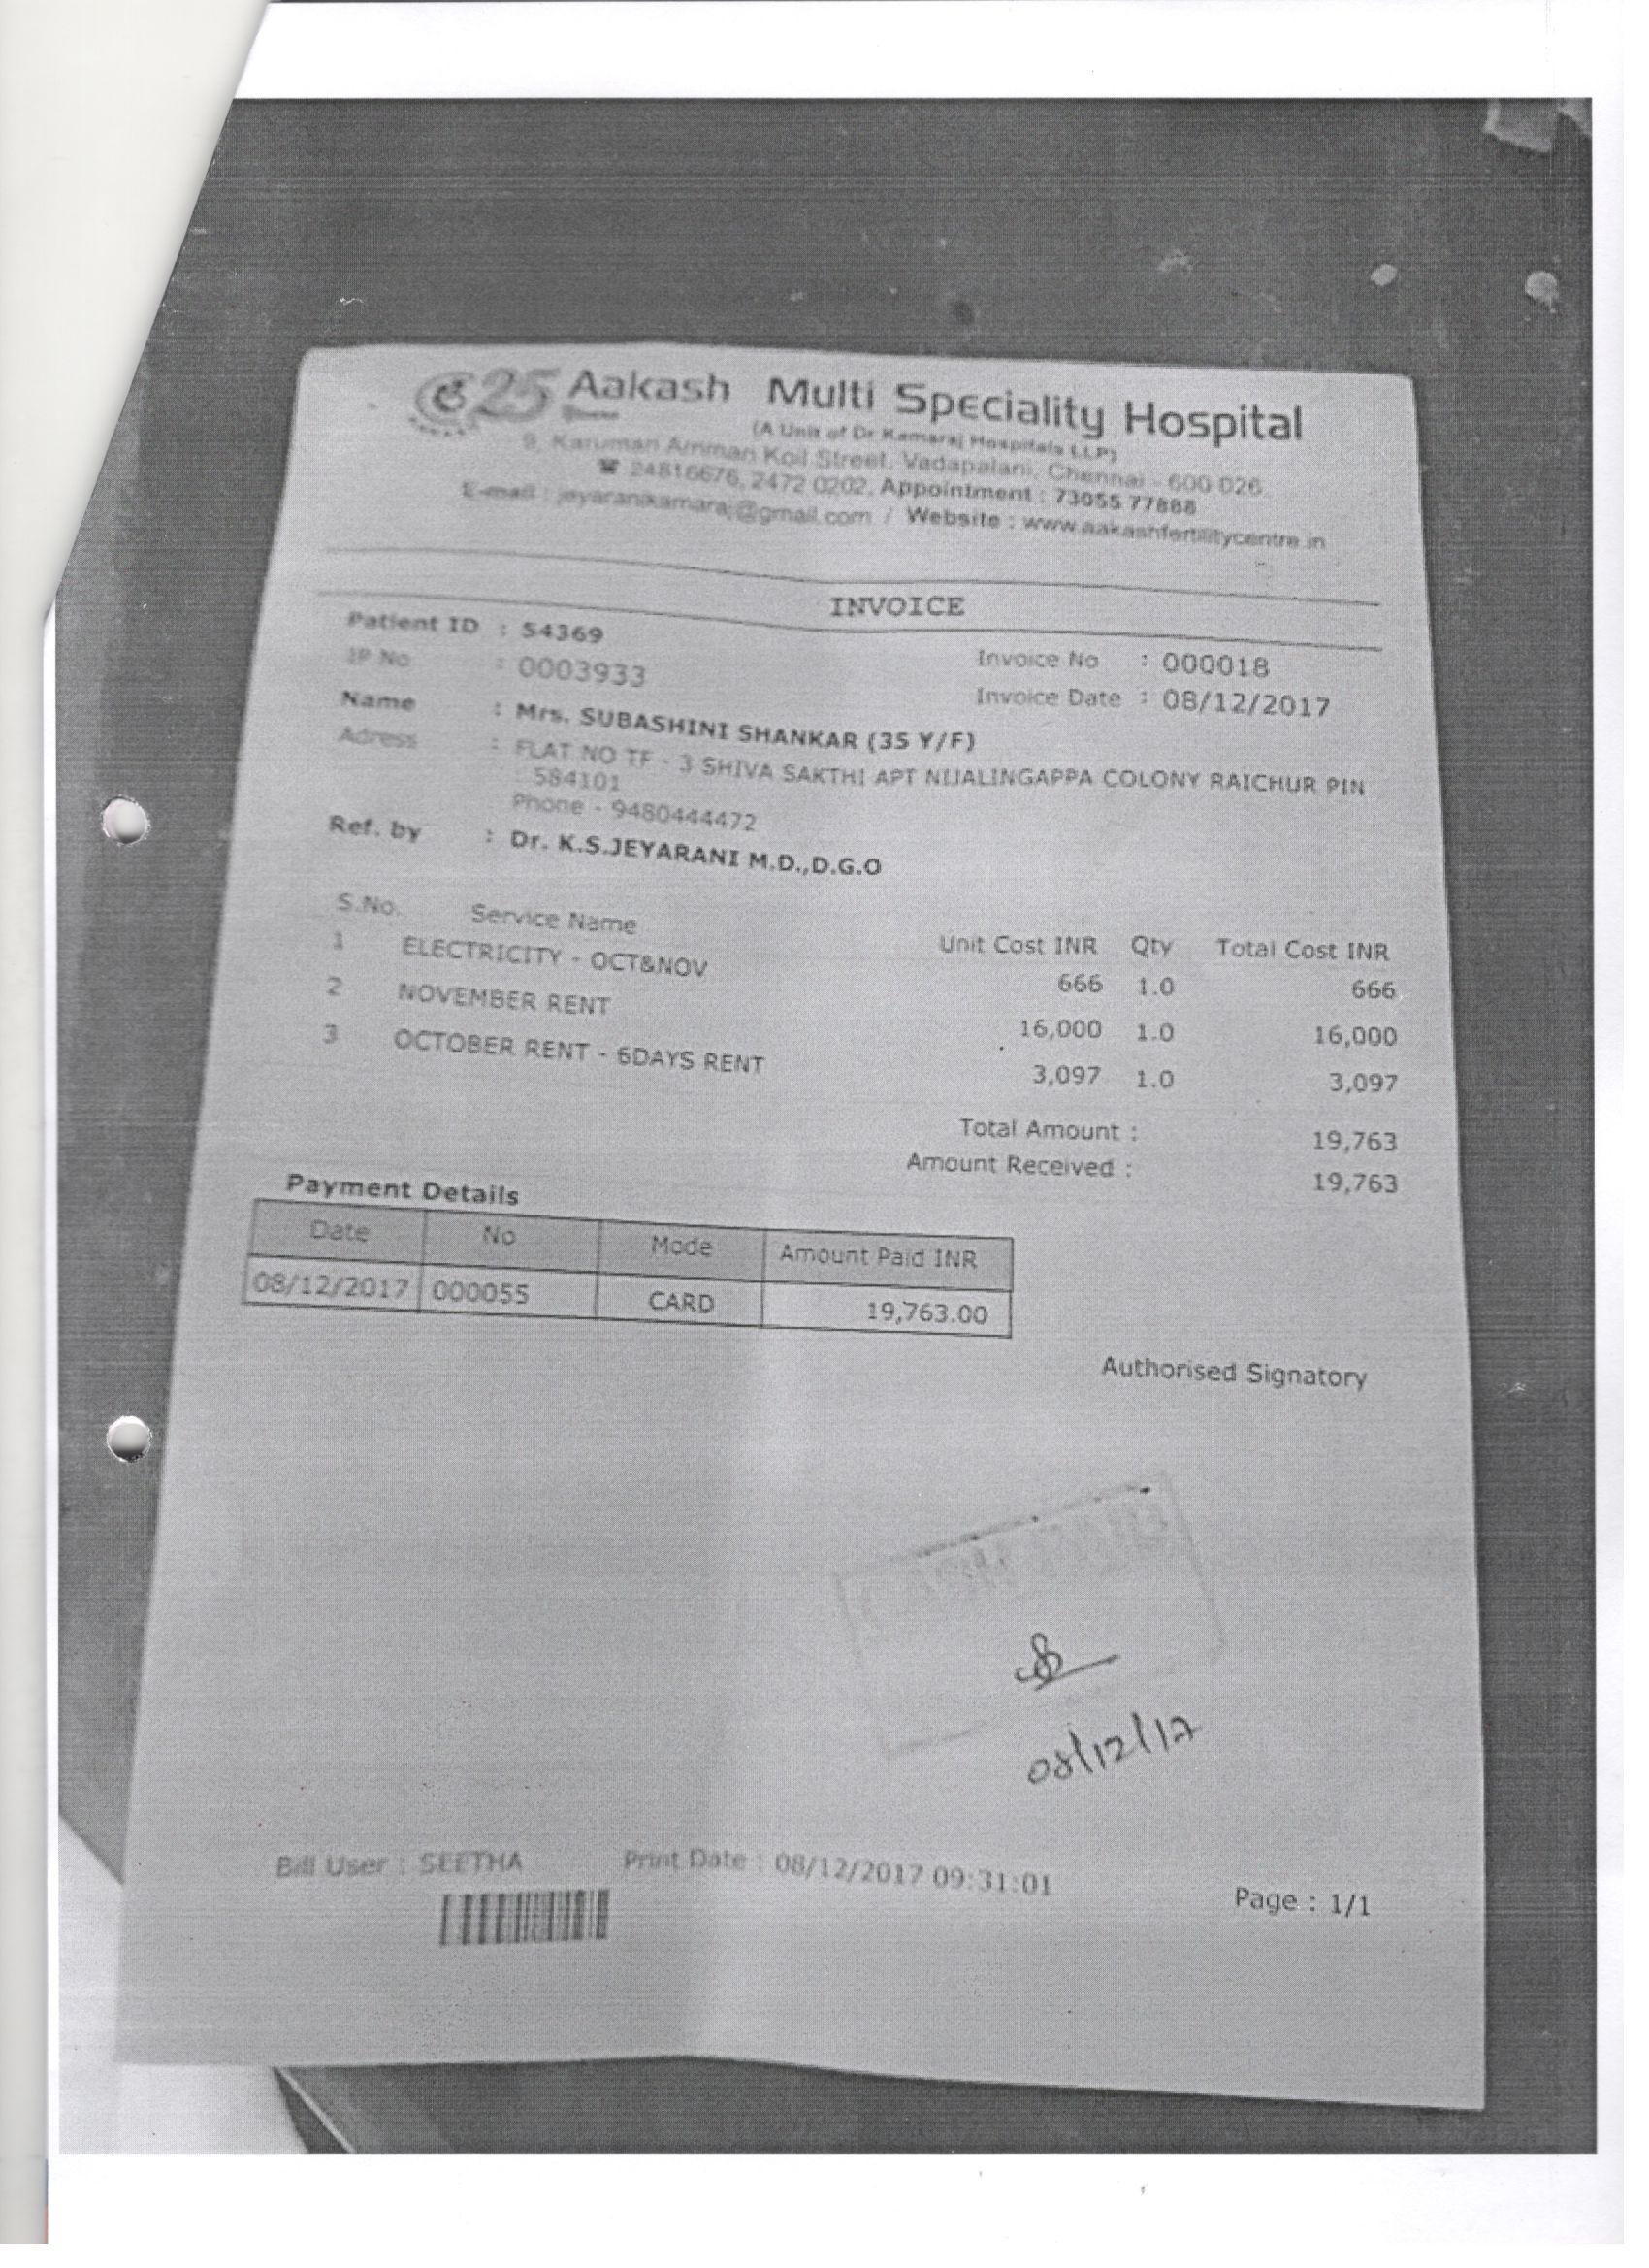 25 Aakash Multi Speciality Hospital
(A Unit of Dr Kamaraj Hospitals LLP)
9, Karumari Amman Koil Street, Vadapalani, Chennai - 600 026
☎ 24816676, 2472 0202, Appointment : 73055 77888
E-mail : jeyaranikamaraj@gmail.com / Website : www.aakashfertilitycentre.in
INVOICE
Patient ID : 54369
IP No : 0003933 Invoice No : 000018
Invoice Date : 08/12/2017
Name : Mrs. SUBASHINI SHANKAR (35 Y/F)
Adress : FLAT NO TF - 3 SHIVA SAKTHI APT NIJALINGAPPA COLONY RAICHUR PIN
: 584101
Phone - 9480444472
Ref. by : Dr. K.S.JEYARANI M.D.,D.G.O
S.No. Service Name Unit Cost INR Qty Total Cost INR
1 ELECTRICITY - OCT&NOV 666 1.0 666
2 NOVEMBER RENT 16,000 1.0 16,000
3 OCTOBER RENT - 6DAYS RENT 3,097 1.0 3,097
Total Amount : 19,763
Amount Received : 19,763
Payment Details
Date No Mode Amount Paid INR
08/12/2017 000055 CARD 19,763.00
Authorised Signatory
08/12/17
Bill User : SEETHA Print Date : 08/12/2017 09:31:01
Page : 1/1